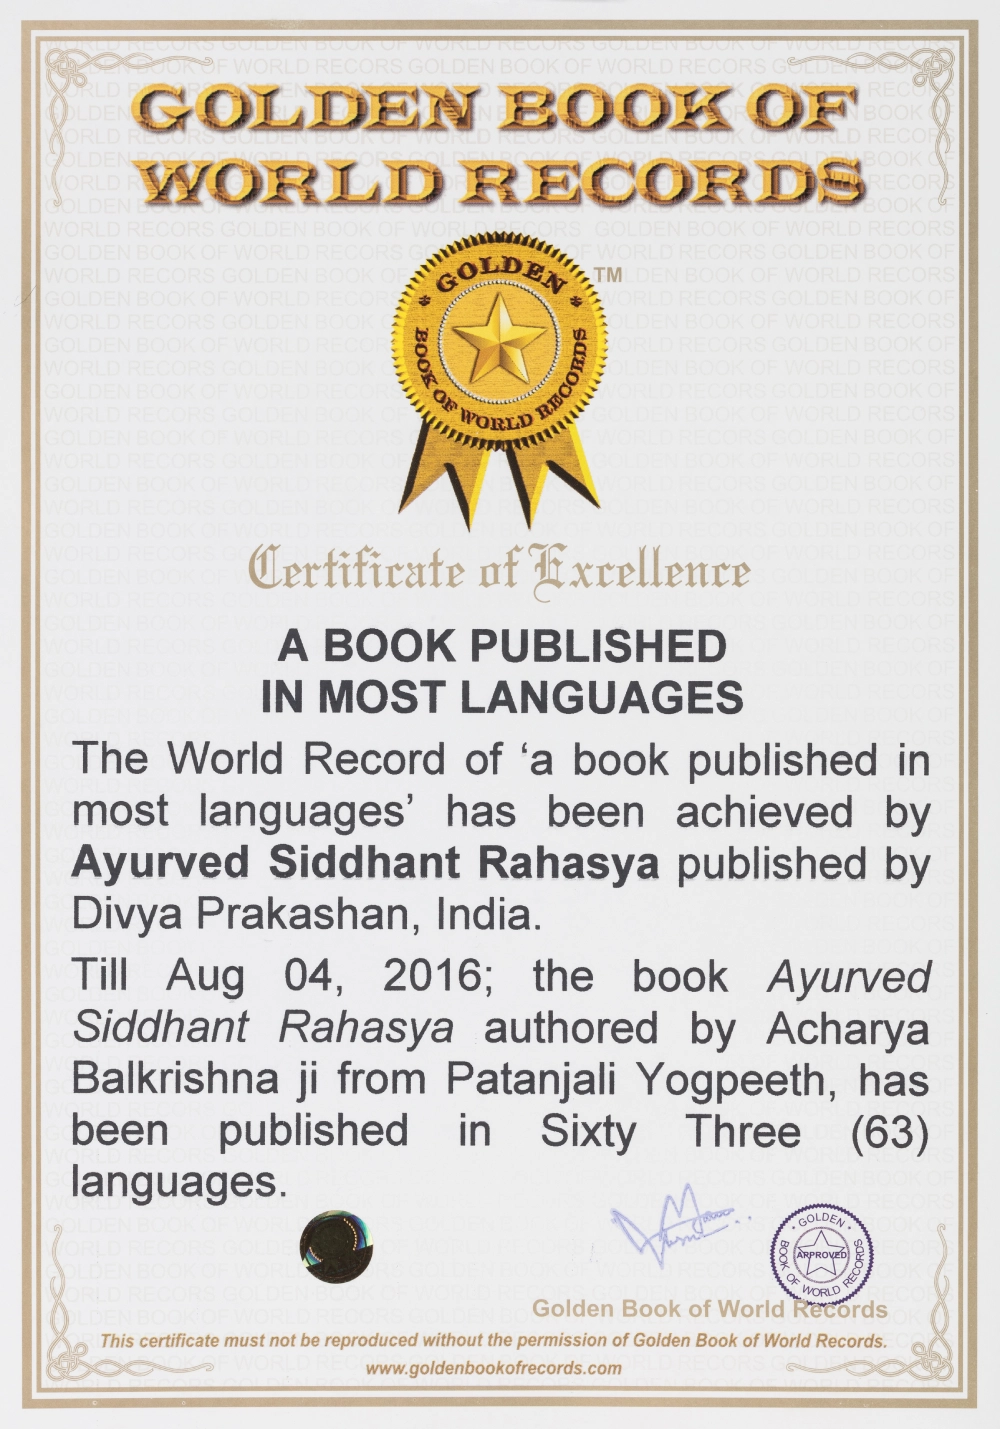 GOLDEN BOOK OF
WORLD RECORDS
GOLDEN
BOOK OF WORLD RECORDS
TM
Certificate of Excellence
A BOOK PUBLISHED
IN MOST LANGUAGES
The World Record of ‘a book published in
most languages’ has been achieved by
Ayurved Siddhant Rahasya published by
Divya Prakashan, India.
Till Aug 04, 2016; the book Ayurved
Siddhant Rahasya authored by Acharya
Balkrishna ji from Patanjali Yogpeeth, has
been published in Sixty Three (63)
languages.
GOLDEN
APPROVED
BOOK OF WORLD RECORDS
Golden Book of World Records
This certificate must not be reproduced without the permission of Golden Book of World Records.
www.goldenbookofrecords.com